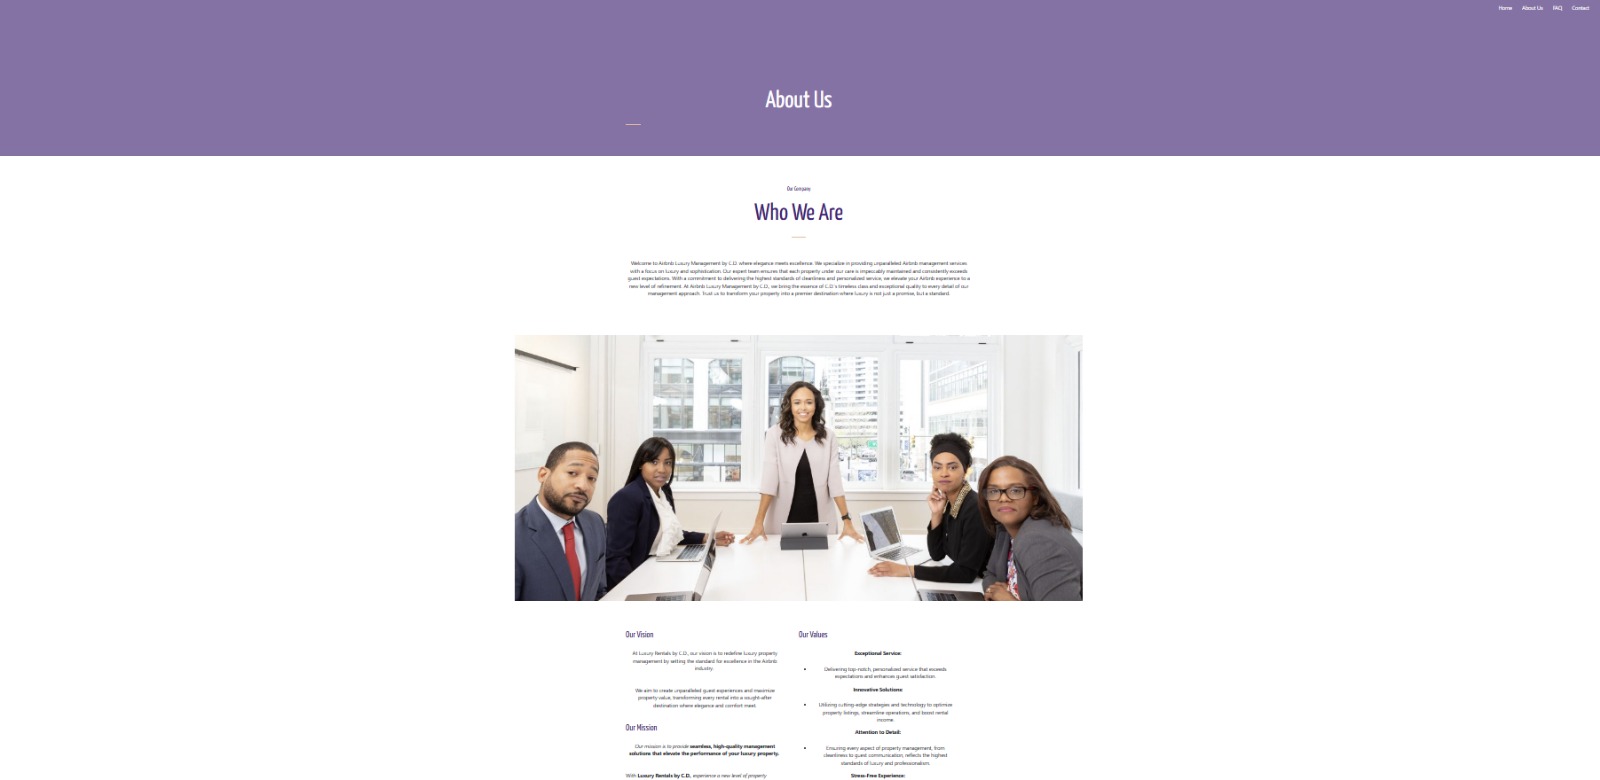 Home About Us FAQ Contact
About Us
Our Company
Who We Are
Welcome to Airbnb Luxury Management by C.D. where elegance meets excellence. We specialize in providing unparalleled Airbnb management services
with a focus on luxury and sophistication. Our expert team ensures that each property under our care is impeccably maintained and consistently exceeds
guest expectations. With a commitment to delivering the highest standards of cleanliness and personalized service, we elevate your Airbnb experience to a
new level of refinement. At Airbnb Luxury Management by C.D., we bring the essence of C.D.'s timeless class and exceptional quality to every detail of our
management approach. Trust us to transform your property into a premier destination where luxury is not just a promise, but a standard.
Our Vision
At Luxury Rentals by C.D., our vision is to redefine luxury property
management by setting the standard for excellence in the Airbnb
industry.
We aim to create unparalleled guest experiences and maximize
property value, transforming every rental into a sought-after
destination where elegance and comfort meet.
Our Mission
Our mission is to provide seamless, high-quality management
solutions that elevate the performance of your luxury property.
With Luxury Rentals by C.D., experience a new level of property
Our Values
Exceptional Service:
• Delivering top-notch, personalized service that exceeds
expectations and enhances guest satisfaction.
Innovative Solutions:
• Utilizing cutting-edge strategies and technology to optimize
property listings, streamline operations, and boost rental
income.
Attention to Detail:
• Ensuring every aspect of property management, from
cleanliness to guest communication, reflects the highest
standards of luxury and professionalism.
Stress-Free Experience: